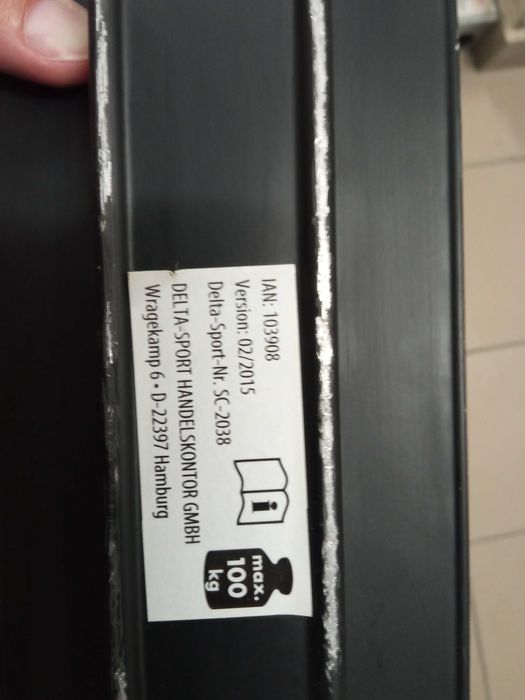 IAN: 103908
Version: 02/2015
Delta-Sport-Nr. SC-2038
DELTA-SPORT HANDELSKONTOR GMBH
Wragekamp 6 • D-22397 Hamburg
i
max.
100
kg